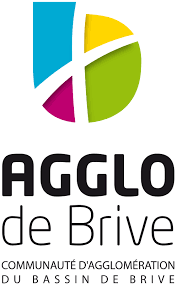 AGGLO
de Brive
COMMUNAUTÉ D'AGGLOMÉRATION
DU BASSIN DE BRIVE